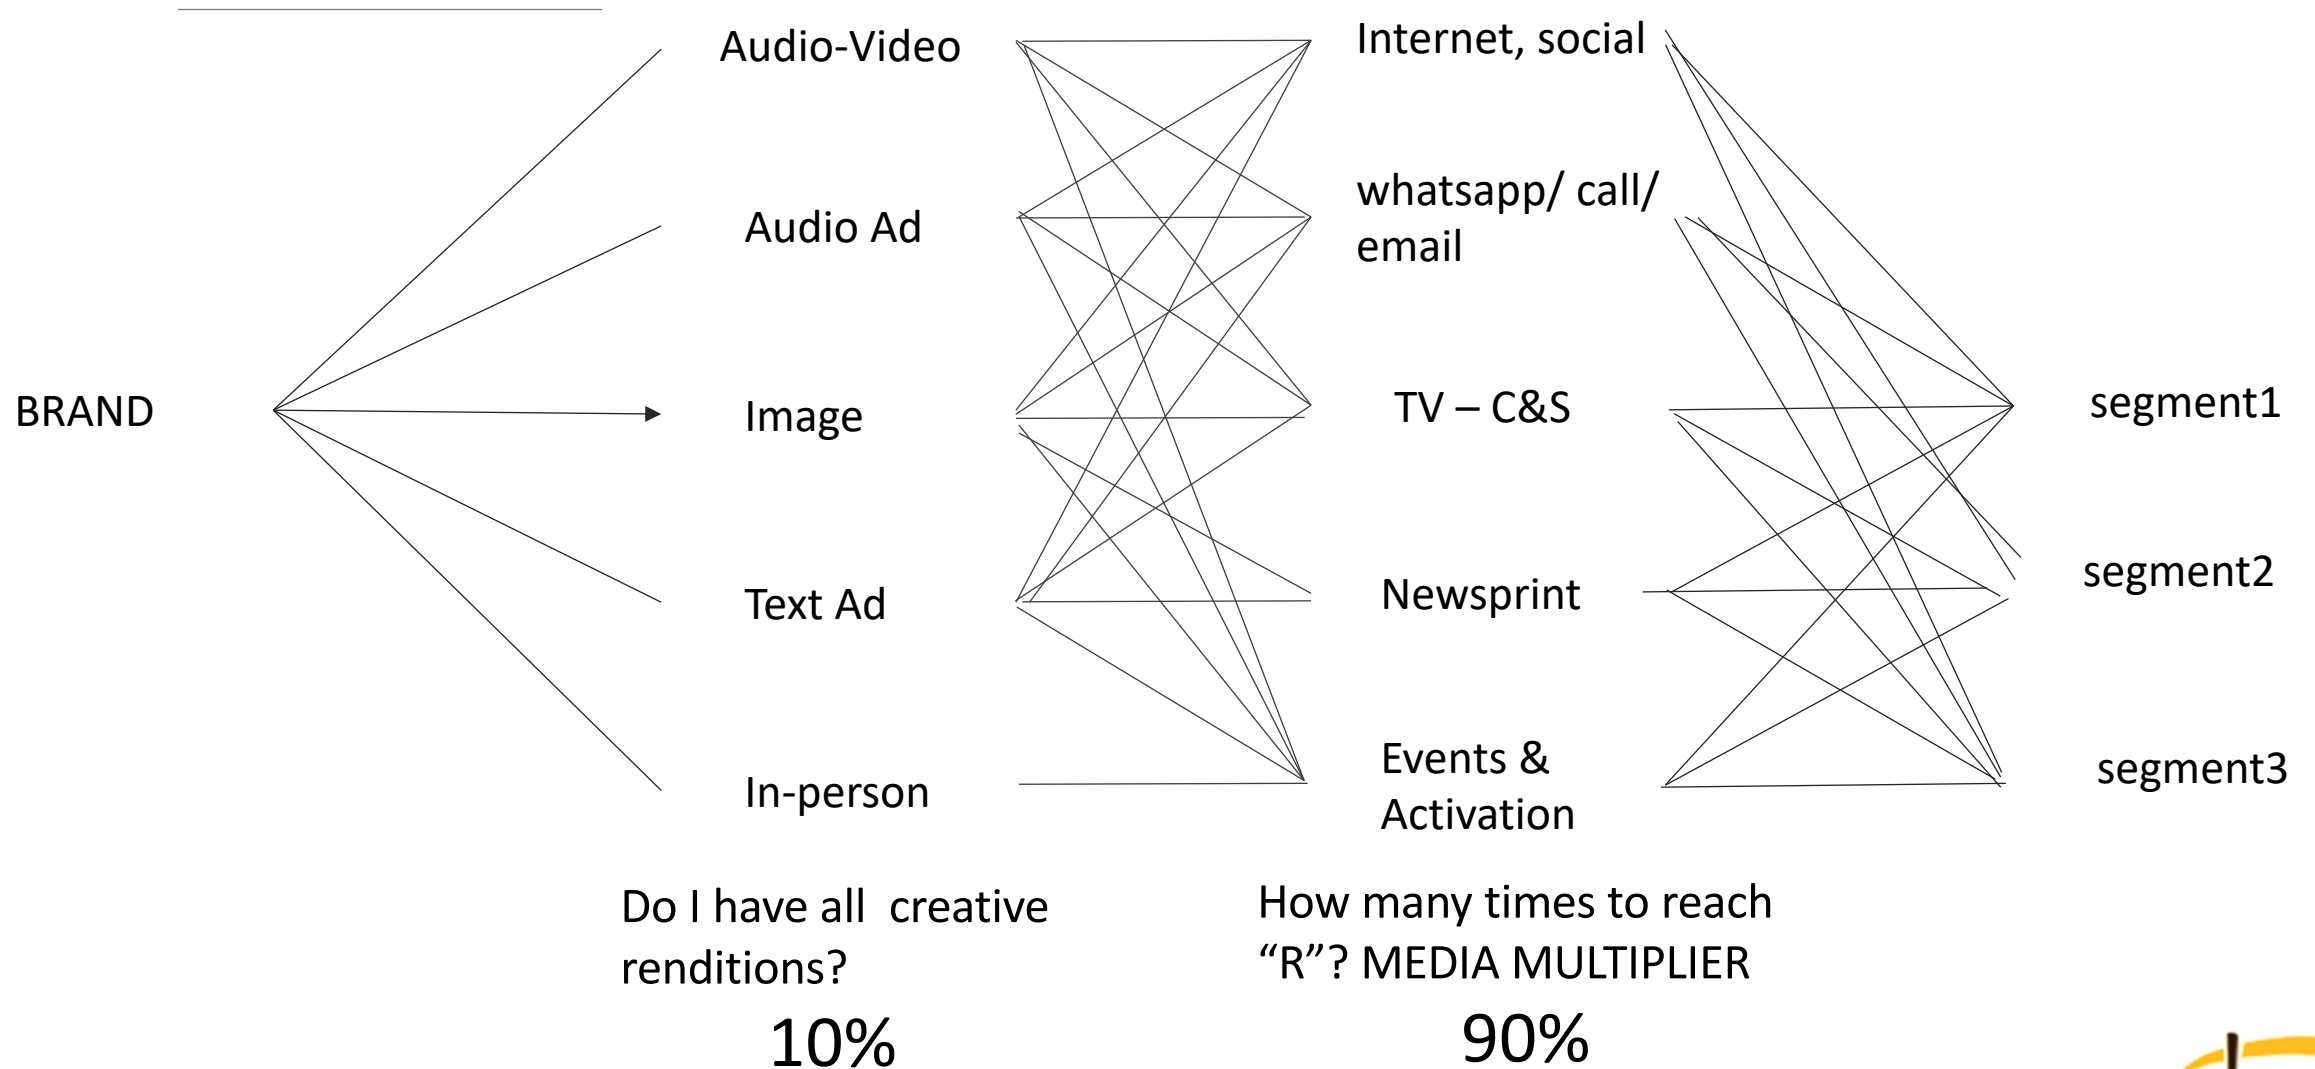 BRAND
Audio-Video
Audio Ad
Image
Text Ad
In-person
Do I have all  creative
renditions?
10%
Internet, social
whatsapp/ call/
email
TV – C&S
Newsprint
Events &
Activation
How many times to reach
“R”? MEDIA MULTIPLIER
90%
segment1
segment2
segment3